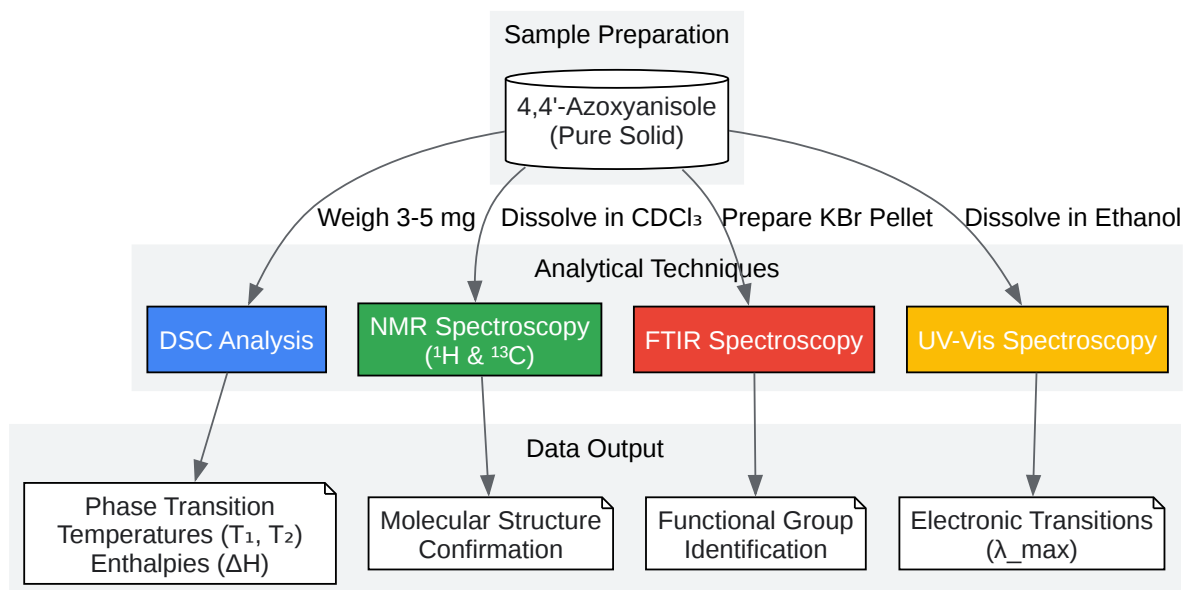 Sample Preparation
4,4'-Azoxyanisole
(Pure Solid)
Weigh 3-5 mg
Dissolve in CDCl₃
Prepare KBr Pellet
Dissolve in Ethanol
Analytical Techniques
DSC Analysis
NMR Spectroscopy
(¹H & ¹³C)
FTIR Spectroscopy
UV-Vis Spectroscopy
Data Output
Phase Transition
Temperatures (T₁, T₂)
Enthalpies (ΔH)
Molecular Structure
Confirmation
Functional Group
Identification
Electronic Transitions
(λ_max)